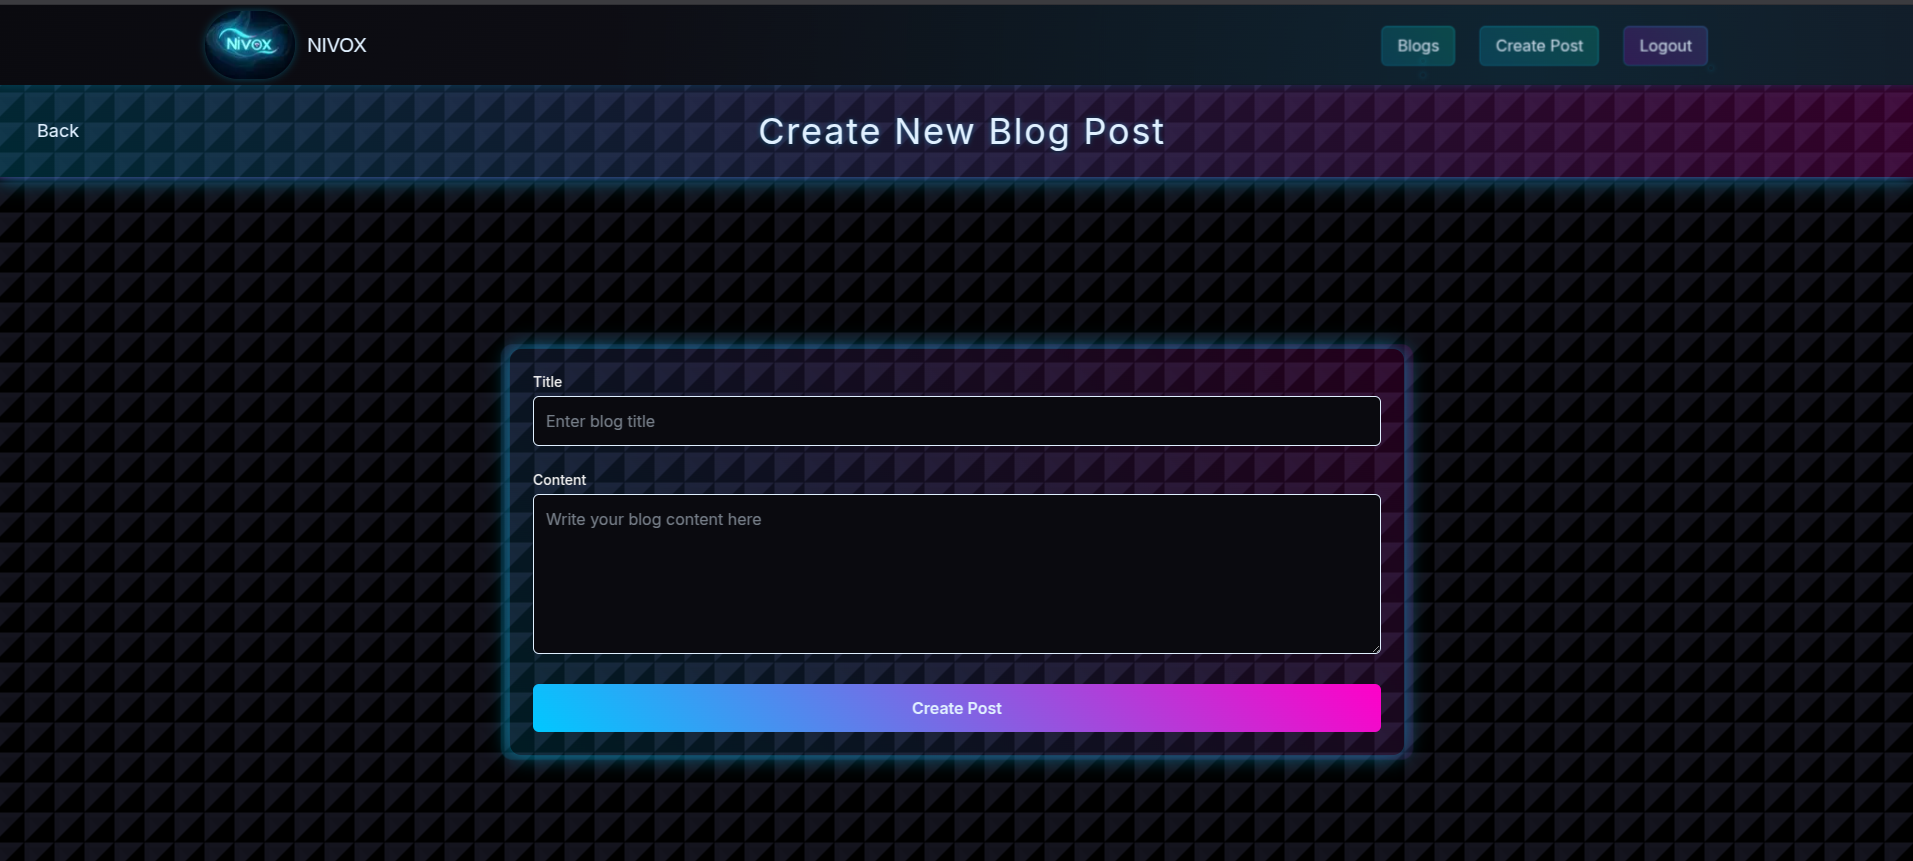 NIVOX
NIVOX
Blogs
Create Post
Logout
Back
Create New Blog Post
Title
Enter blog title
Content
Write your blog content here
Create Post